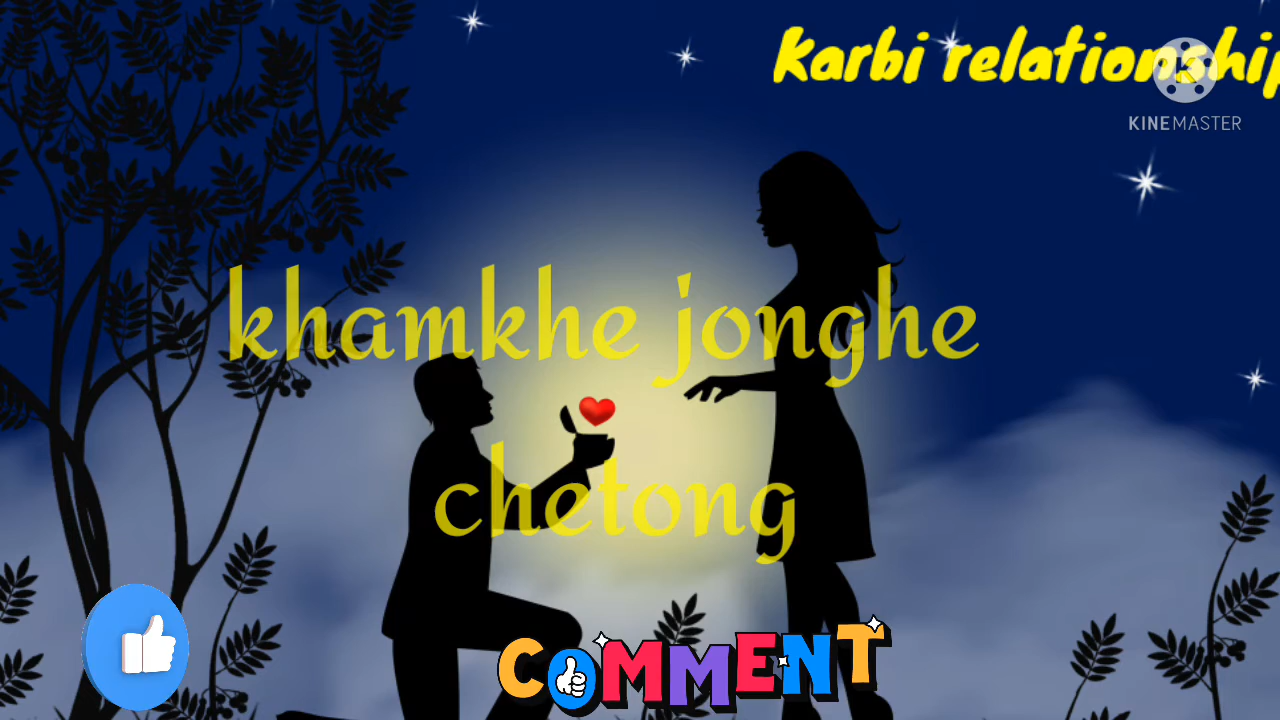 Karbi relationship
KINEMASTER
khamkhe jonghe
chetong
COMMENT